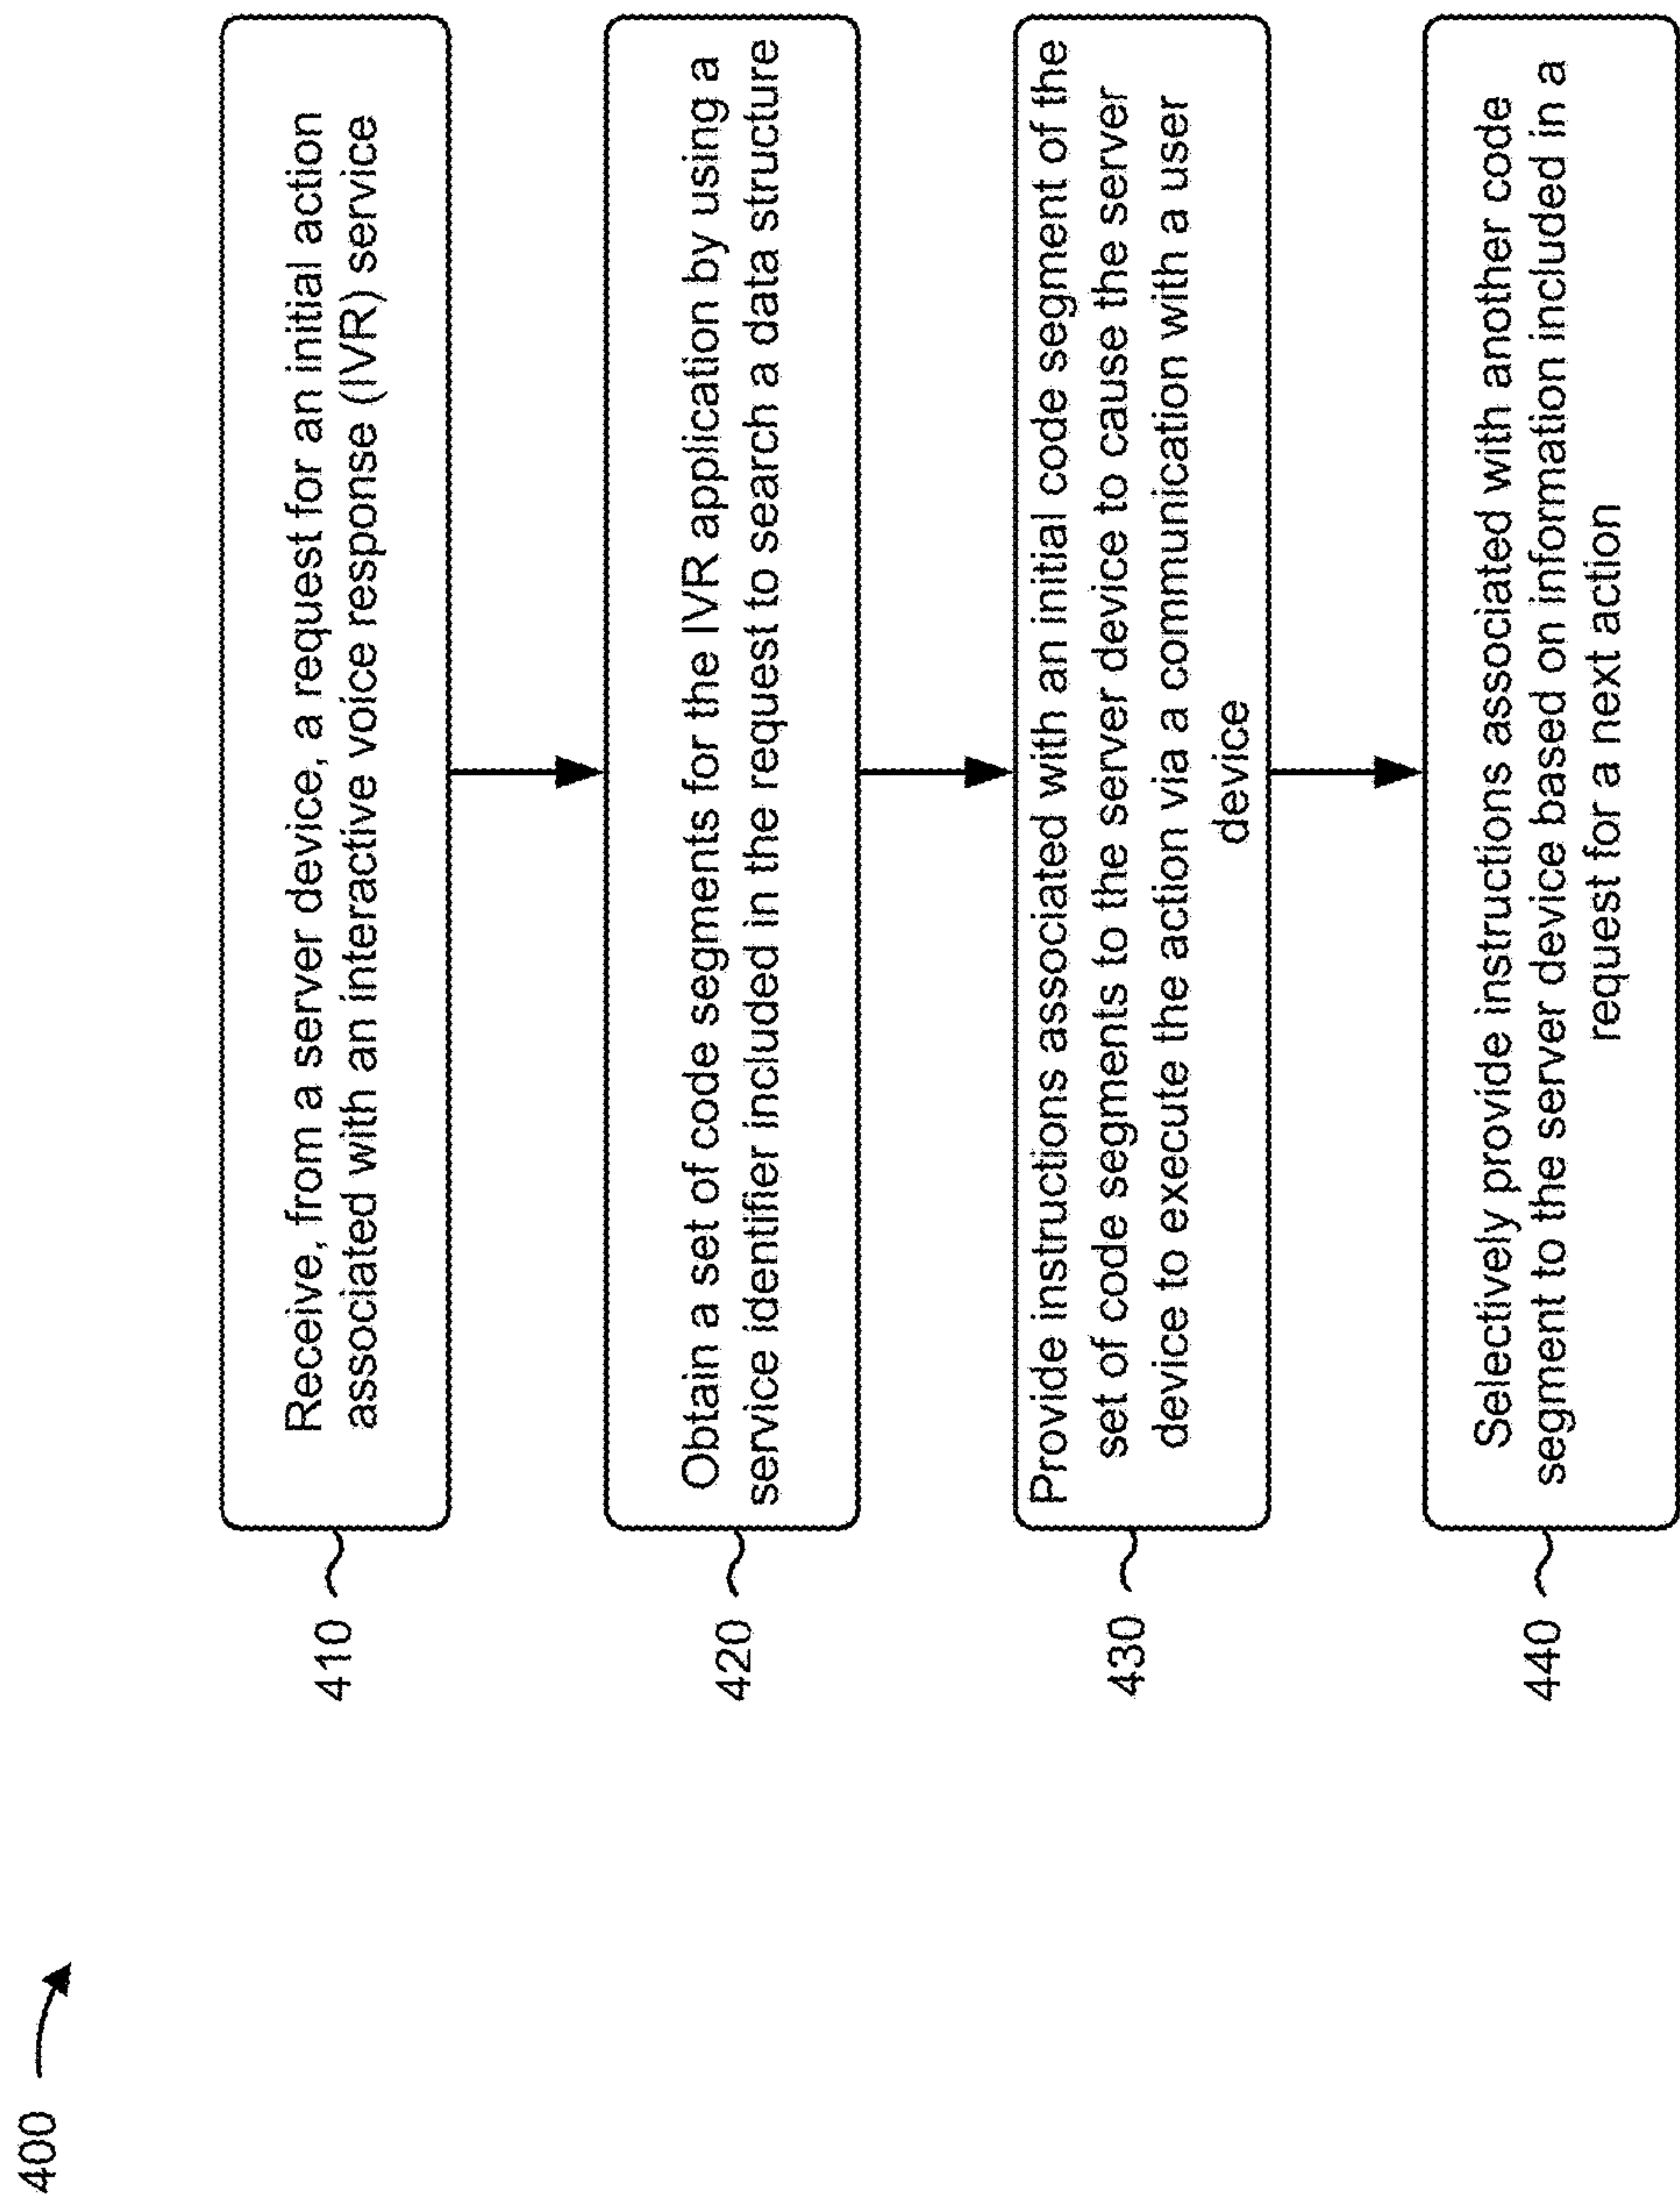 400
410
Receive, from a server device, a request for an initial action
associated with an interactive voice response (IVR) service
420
Obtain a set of code segments for the IVR application by using a
service identifier included in the request to search a data structure
430
Provide instructions associated with an initial code segment of the
set of code segments to the server device to cause the server
device to execute the action via a communication with a user
device
440
Selectively provide instructions associated with another code
segment to the server device based on information included in a
request for a next action